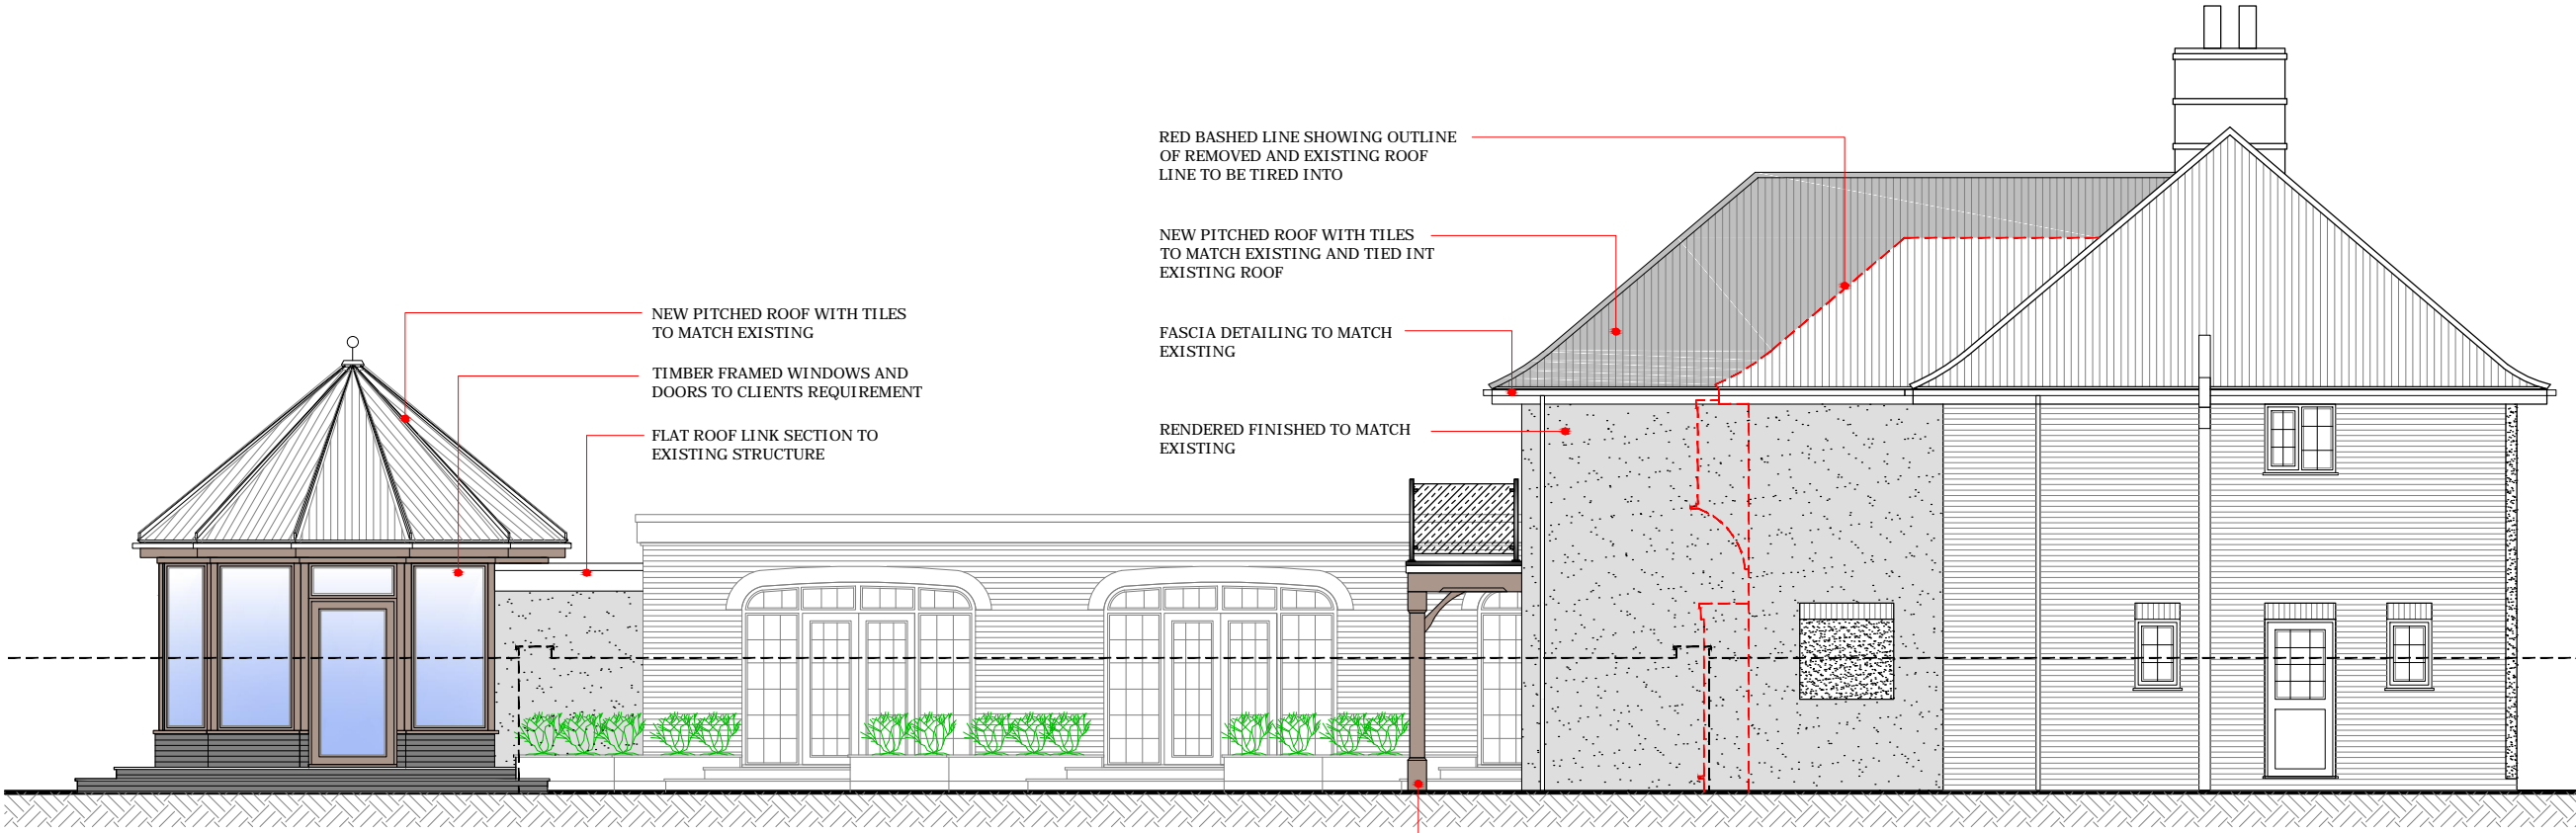 NEW PITCHED ROOF WITH TILES
TO MATCH EXISTING
TIMBER FRAMED WINDOWS AND
DOORS TO CLIENTS REQUIREMENT
FLAT ROOF LINK SECTION TO
EXISTING STRUCTURE
RED BASHED LINE SHOWING OUTLINE
OF REMOVED AND EXISTING ROOF
LINE TO BE TIRED INTO
NEW PITCHED ROOF WITH TILES
TO MATCH EXISTING AND TIED INT
EXISTING ROOF
FASCIA DETAILING TO MATCH
EXISTING
RENDERED FINISHED TO MATCH
EXISTING